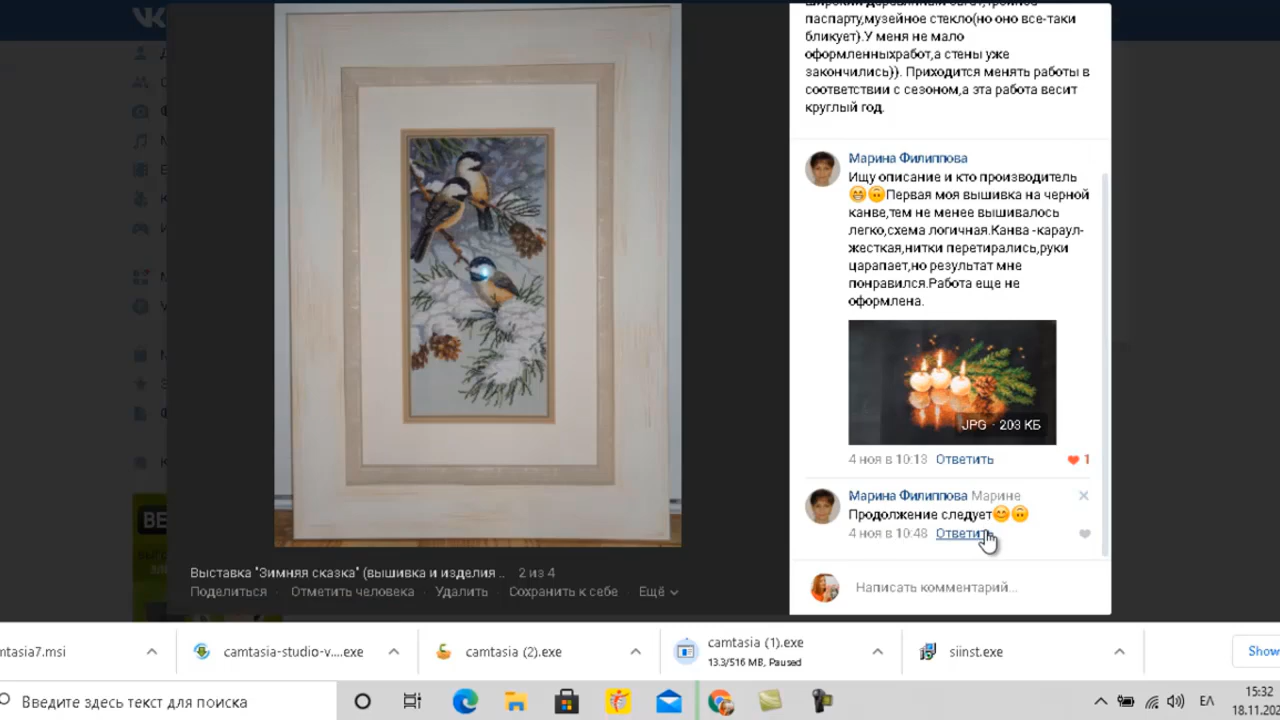 широкий деревянный багет,тройное
паспарту,музейное стекло(но оно все-таки
бликует).У меня не мало
оформленныхработ,а стены уже
закончились)). Приходится менять работы в
соответствии с сезоном,а эта работа весит
круглый год.
Марина Филиппова
Ищу описание и кто производитель
😁🙃Первая моя вышивка на черной
канве,тем не менее вышивалось
легко,схема логичная.Канва -караул-
жесткая,нитки перетирались,руки
царапает,но результат мне
понравился.Работа еще не
оформлена.
JPG · 203 КБ
4 ноя в 10:13 Ответить 1
Марина Филиппова Марине
Продолжение следует😊🙃
4 ноя в 10:48 Ответить
Написать комментарий...
Выставка "Зимняя сказка" (вышивка и изделия .. 2 из 4
Поделиться · Отметить человека · Удалить · Сохранить к себе · Ещё
ВЕ
mtasia7.msi
camtasia-studio-v....exe
camtasia (2).exe
camtasia (1).exe
13.3/516 MB, Paused
siinst.exe
Show
Введите здесь текст для поиска
ΕΛ
15:32
18.11.202